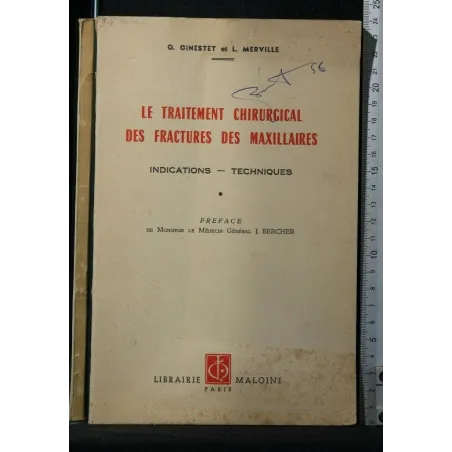 G. GINESTET et L. MERVILLE
56
LE TRAITEMENT CHIRURGICAL
DES FRACTURES DES MAXILLAIRES
INDICATIONS — TECHNIQUES
PREFACE
DE MONSIEUR LE MÉDECIN GÉNÉRAL J. BERCHER
LIBRAIRIE MALOINE
PARIS